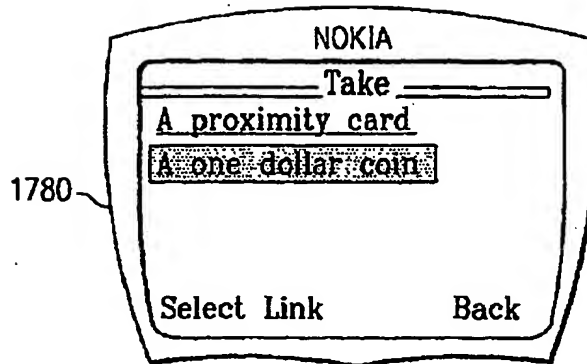 NOKIA
Take
A proximity card
A one dollar coin
1780
Select Link Back